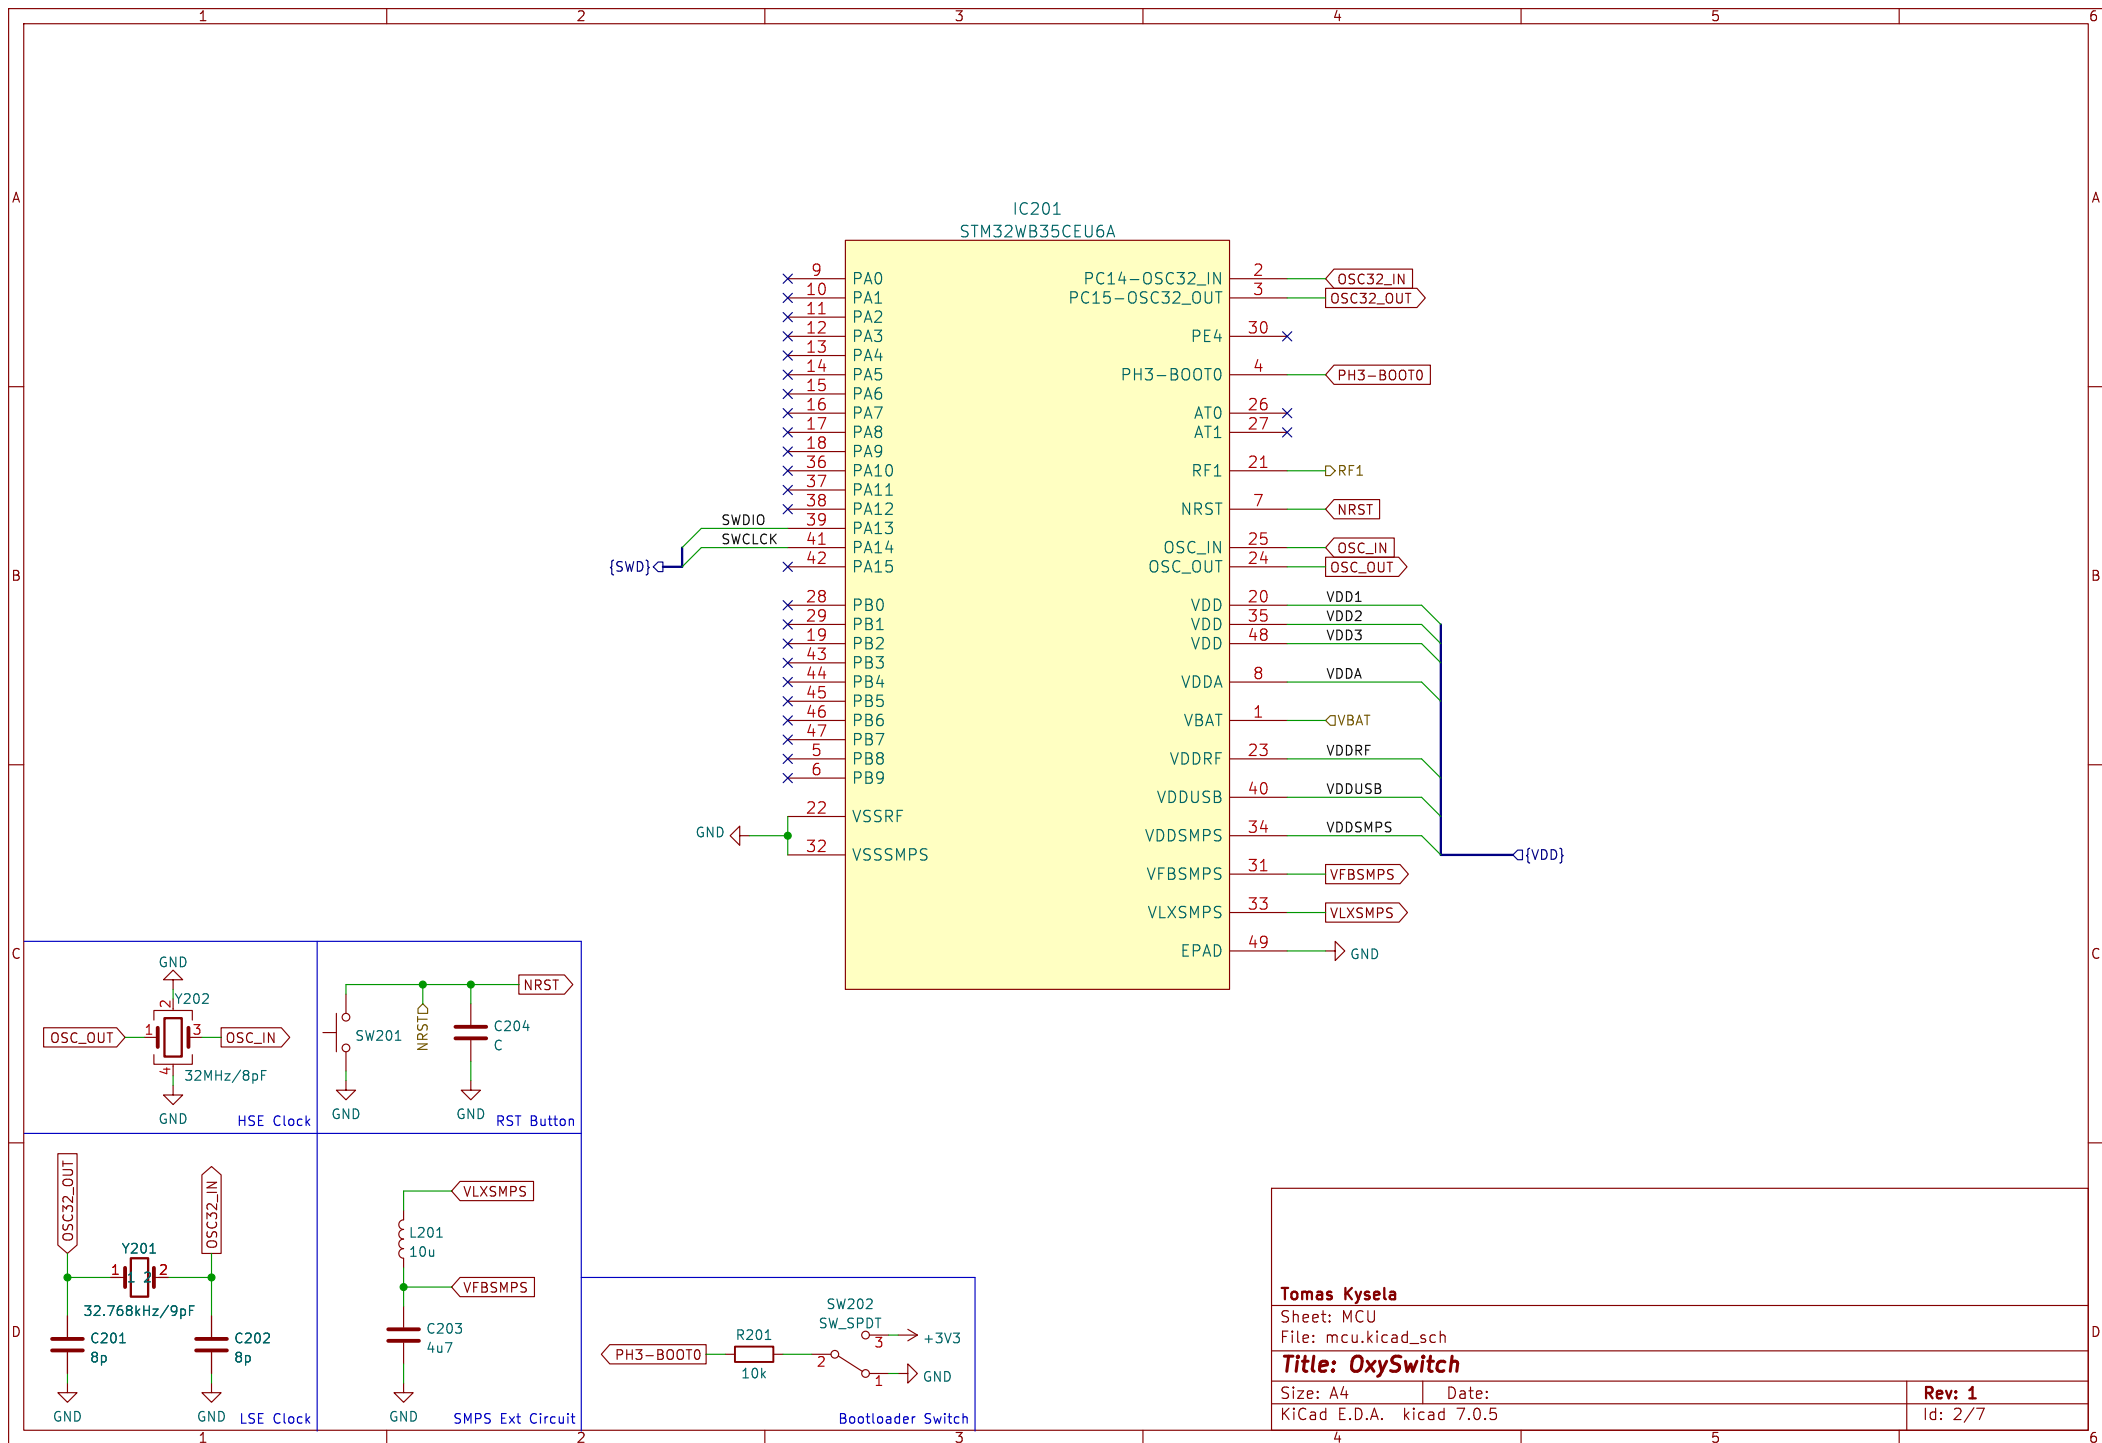 1 2 3 4 5 6
A A
B B
C C
D D
IC201
STM32WB35CEU6A
9 PA0
10 PA1
11 PA2
12 PA3
13 PA4
14 PA5
15 PA6
16 PA7
17 PA8
18 PA9
36 PA10
37 PA11
38 PA12
SWDIO 39 PA13
SWCLCK 41 PA14
{SWD} 42 PA15
28 PB0
29 PB1
19 PB2
43 PB3
44 PB4
45 PB5
46 PB6
47 PB7
5 PB8
6 PB9
22 VSSRF
GND
32 VSSSMPS
PC14-OSC32_IN 2 OSC32_IN
PC15-OSC32_OUT 3 OSC32_OUT
PE4 30
PH3-BOOT0 4 PH3-BOOT0
AT0 26
AT1 27
RF1 21 RF1
NRST 7 NRST
OSC_IN 25 OSC_IN
OSC_OUT 24 OSC_OUT
VDD 20 VDD1
VDD 35 VDD2
VDD 48 VDD3
VDDA 8 VDDA
VBAT 1 VBAT
VDDRF 23 VDDRF
VDDUSB 40 VDDUSB
VDDSMPS 34 VDDSMPS
{VDD}
VFBSMPS 31 VFBSMPS
VLXSMPS 33 VLXSMPS
EPAD 49 GND
GND
2 Y202
OSC_OUT 1 3 OSC_IN
4 32MHz/8pF
GND
HSE Clock
NRST
SW201
NRST
C204
C
GND GND
RST Button
OSC32_OUT OSC32_IN
Y201
1 1 2 2
32.768kHz/9pF
C201 C202
8p 8p
GND GND
LSE Clock
VLXSMPS
L201
10u
VFBSMPS
C203
4u7
GND
SMPS Ext Circuit
SW202
SW_SPDT
R201
3 +3V3
PH3-BOOT0 2
10k
1 GND
Bootloader Switch
Tomas Kysela
Sheet: MCU
File: mcu.kicad_sch
Title: OxySwitch
Size: A4 Date: Rev: 1
KiCad E.D.A. kicad 7.0.5 Id: 2/7
1 2 3 4 5 6